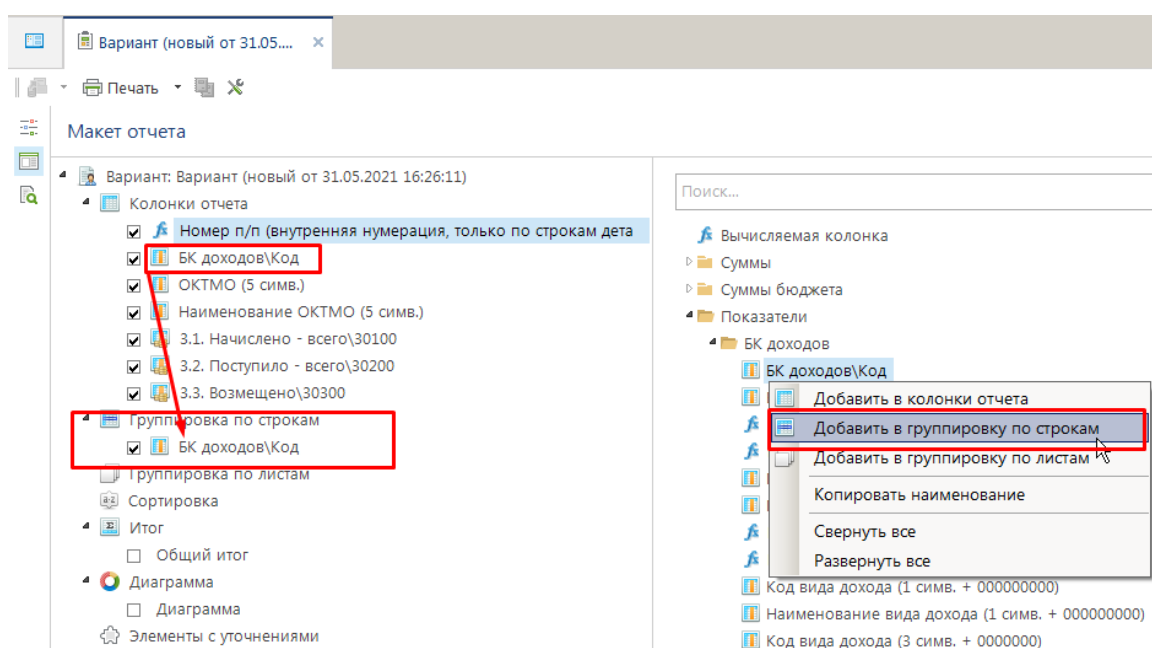 Вариант (новый от 31.05....
Печать
Макет отчета
Вариант: Вариант (новый от 31.05.2021 16:26:11)
Колонки отчета
Номер п/п (внутренняя нумерация, только по строкам дета
БК доходов\Код
ОКТМО (5 симв.)
Наименование ОКТМО (5 симв.)
3.1. Начислено - всего\30100
3.2. Поступило - всего\30200
3.3. Возмещено\30300
Группировка по строкам
БК доходов\Код
Группировка по листам
Сортировка
Итог
Общий итог
Диаграмма
Диаграмма
Элементы с уточнениями
Поиск...
Вычисляемая колонка
Суммы
Суммы бюджета
Показатели
БК доходов
БК доходов\Код
Добавить в колонки отчета
Добавить в группировку по строкам
Добавить в группировку по листам
Копировать наименование
Свернуть все
Развернуть все
Код вида дохода (1 симв. + 000000000)
Наименование вида дохода (1 симв. + 000000000)
Код вида дохода (3 симв. + 0000000)